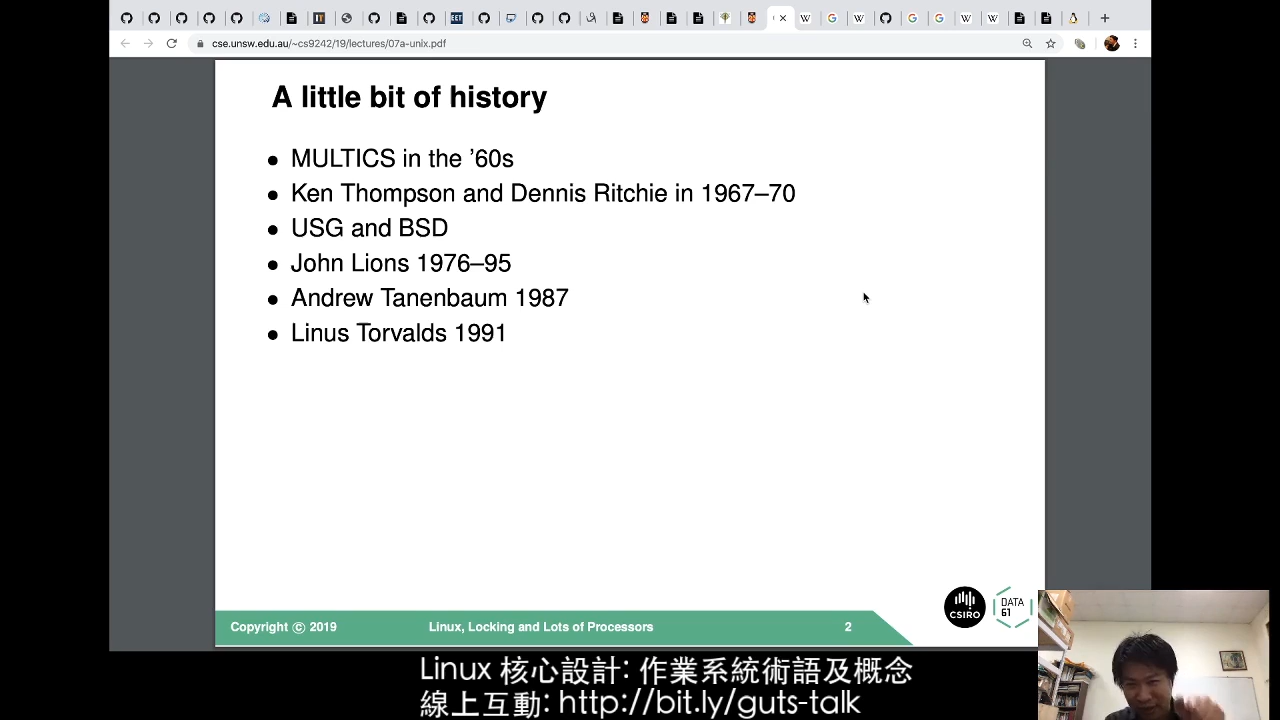 cse.unsw.edu.au/~cs9242/19/lectures/07a-unix.pdf
A little bit of history
• MULTICS in the ’60s
• Ken Thompson and Dennis Ritchie in 1967–70
• USG and BSD
• John Lions 1976–95
• Andrew Tanenbaum 1987
• Linus Torvalds 1991
CSIRO
DATA
61
Copyright © 2019 Linux, Locking and Lots of Processors 2
Linux 核心設計: 作業系統術語及概念
線上互動: http://bit.ly/guts-talk